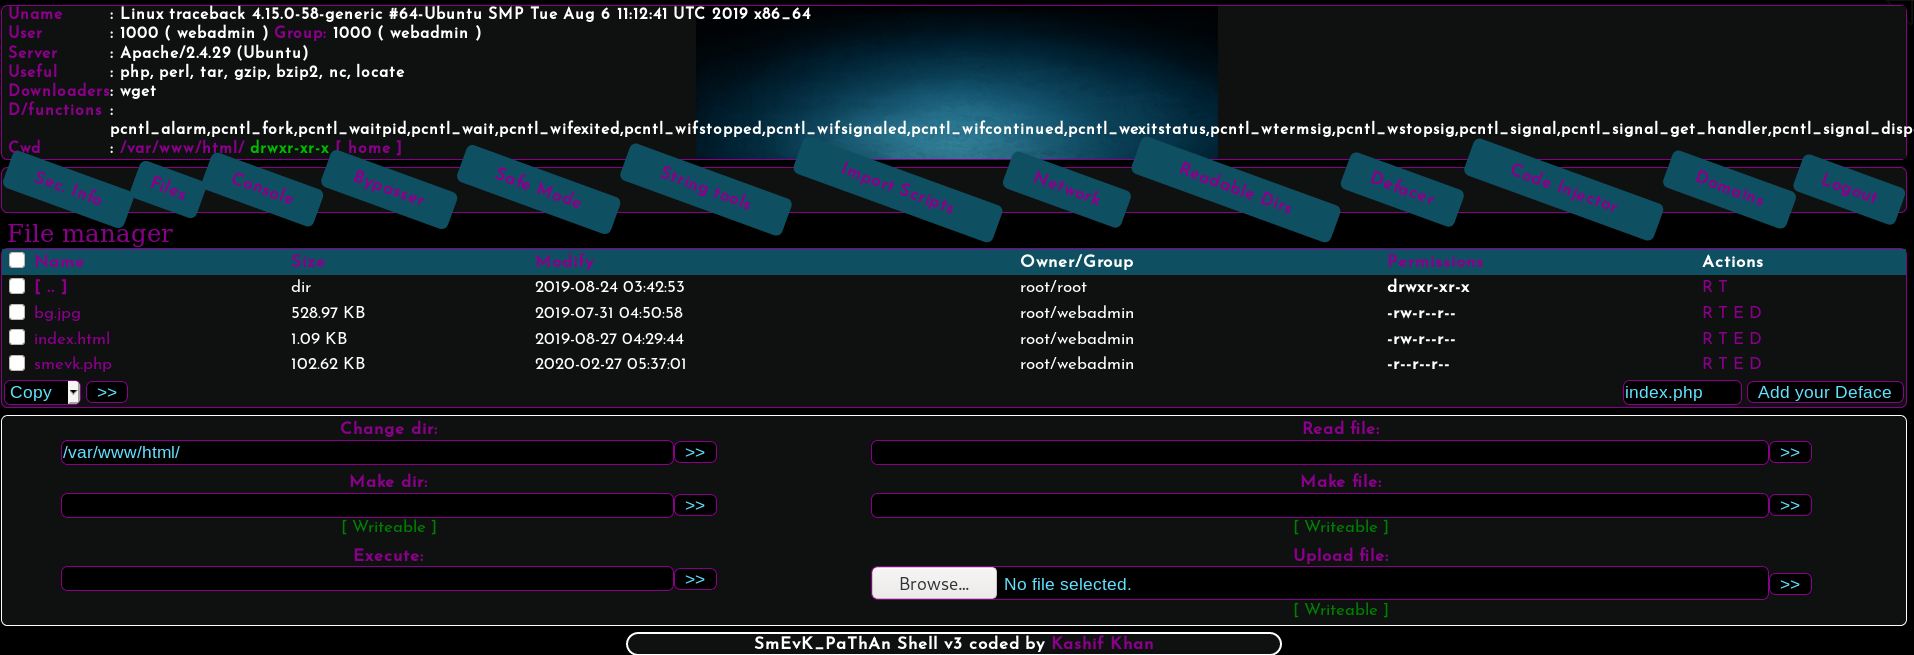 Uname : Linux traceback 4.15.0-58-generic #64-Ubuntu SMP Tue Aug 6 11:12:41 UTC 2019 x86_64
User : 1000 ( webadmin ) Group: 1000 ( webadmin )
Server : Apache/2.4.29 (Ubuntu)
Useful : php, perl, tar, gzip, bzip2, nc, locate
Downloaders: wget
D/functions :
pcntl_alarm,pcntl_fork,pcntl_waitpid,pcntl_wait,pcntl_wifexited,pcntl_wifstopped,pcntl_wifsignaled,pcntl_wifcontinued,pcntl_wexitstatus,pcntl_wtermsig,pcntl_wstopsig,pcntl_signal,pcntl_signal_get_handler,pcntl_signal_disp
Cwd : /var/www/html/ drwxr-xr-x [ home ]
Sec. Info Files Console Bypasser Safe Mode String tools Import Scripts Network Readable Dirs Defacer Code Injector Domains Logout
File manager
Name Size Modify Owner/Group Permissions Actions
[ .. ] dir 2019-08-24 03:42:53 root/root drwxr-xr-x R T
bg.jpg 528.97 KB 2019-07-31 04:50:58 root/webadmin -rw-r--r-- R T E D
index.html 1.09 KB 2019-08-27 04:29:44 root/webadmin -rw-r--r-- R T E D
smevk.php 102.62 KB 2020-02-27 05:37:01 root/webadmin -r--r--r-- R T E D
Copy >> index.php Add your Deface
Change dir: Read file:
/var/www/html/ >> >>
Make dir: Make file:
>> >>
[ Writeable ] [ Writeable ]
Execute: Upload file:
>> Browse... No file selected. >>
[ Writeable ]
SmEvK_PaThAn Shell v3 coded by Kashif Khan